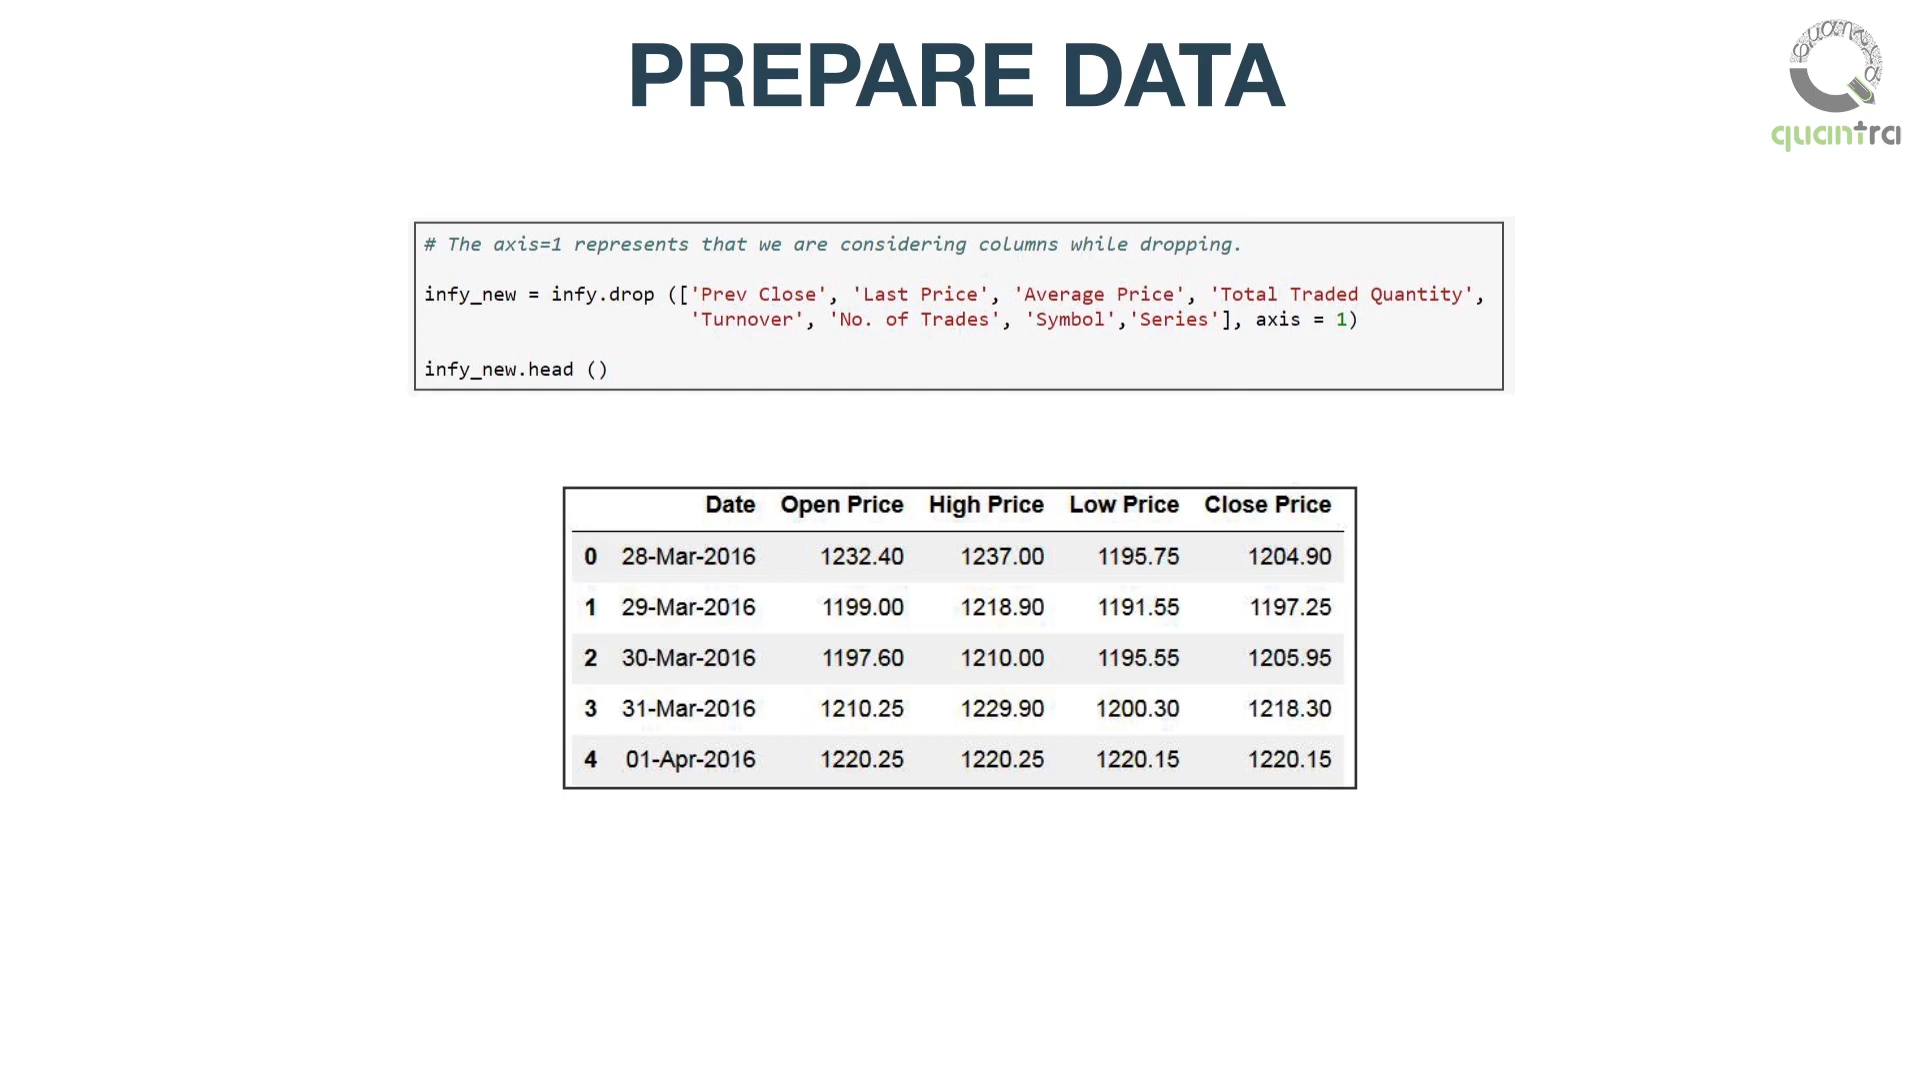 PREPARE DATA
quantra
# The axis=1 represents that we are considering columns while dropping.
infy_new = infy.drop (['Prev Close', 'Last Price', 'Average Price', 'Total Traded Quantity',
'Turnover', 'No. of Trades', 'Symbol','Series'], axis = 1)
infy_new.head ()
Date Open Price High Price Low Price Close Price
0 28-Mar-2016 1232.40 1237.00 1195.75 1204.90
1 29-Mar-2016 1199.00 1218.90 1191.55 1197.25
2 30-Mar-2016 1197.60 1210.00 1195.55 1205.95
3 31-Mar-2016 1210.25 1229.90 1200.30 1218.30
4 01-Apr-2016 1220.25 1220.25 1220.15 1220.15